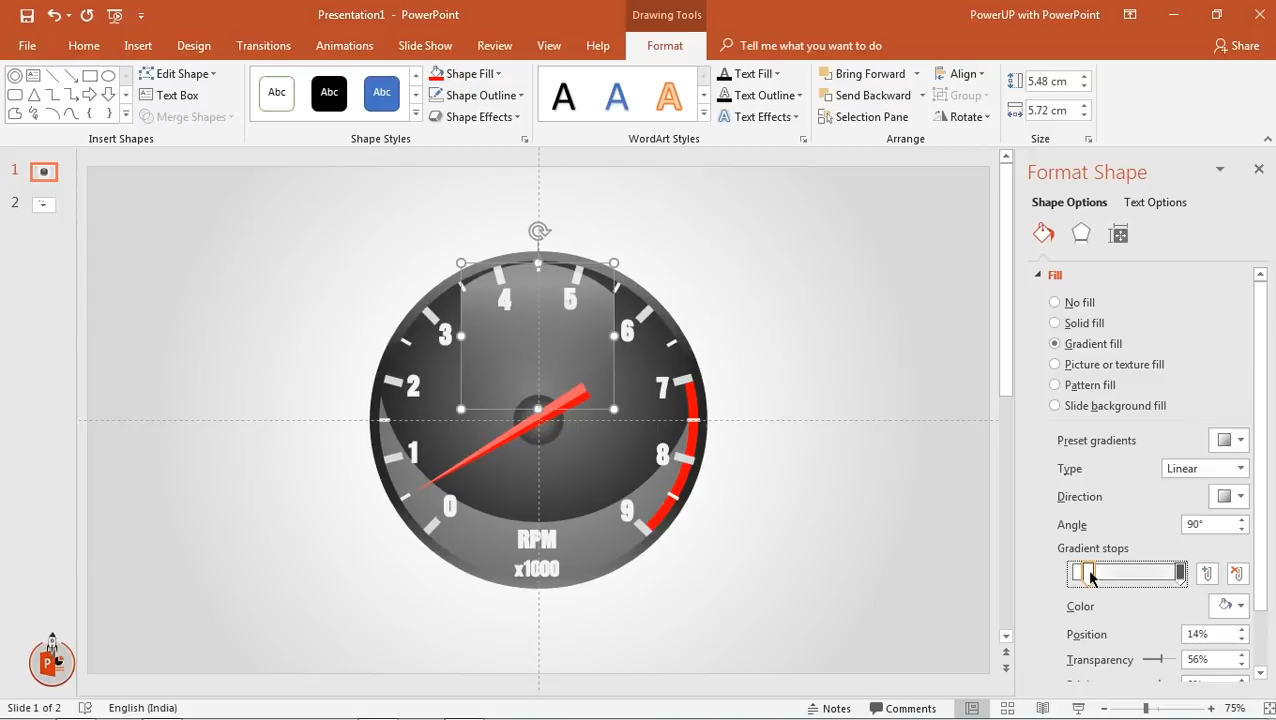 Presentation1 - PowerPoint
Drawing Tools
PowerUP with PowerPoint
File
Home
Insert
Design
Transitions
Animations
Slide Show
Review
View
Help
Format
Tell me what you want to do
Share
Edit Shape
Text Box
Merge Shapes
Insert Shapes
Abc
Abc
Abc
Shape Fill
Shape Outline
Shape Effects
Shape Styles
A
A
A
Text Fill
Text Outline
Text Effects
WordArt Styles
Bring Forward
Send Backward
Selection Pane
Align
Group
Rotate
Arrange
5.48 cm
5.72 cm
Size
1
2
0
1
2
3
4
5
6
7
8
9
RPM
x1000
P
Format Shape
Shape Options
Text Options
Fill
No fill
Solid fill
Gradient fill
Picture or texture fill
Pattern fill
Slide background fill
Preset gradients
Type
Linear
Direction
Angle
90°
Gradient stops
Color
Position
14%
Transparency
56%
Slide 1 of 2
English (India)
Notes
Comments
75%